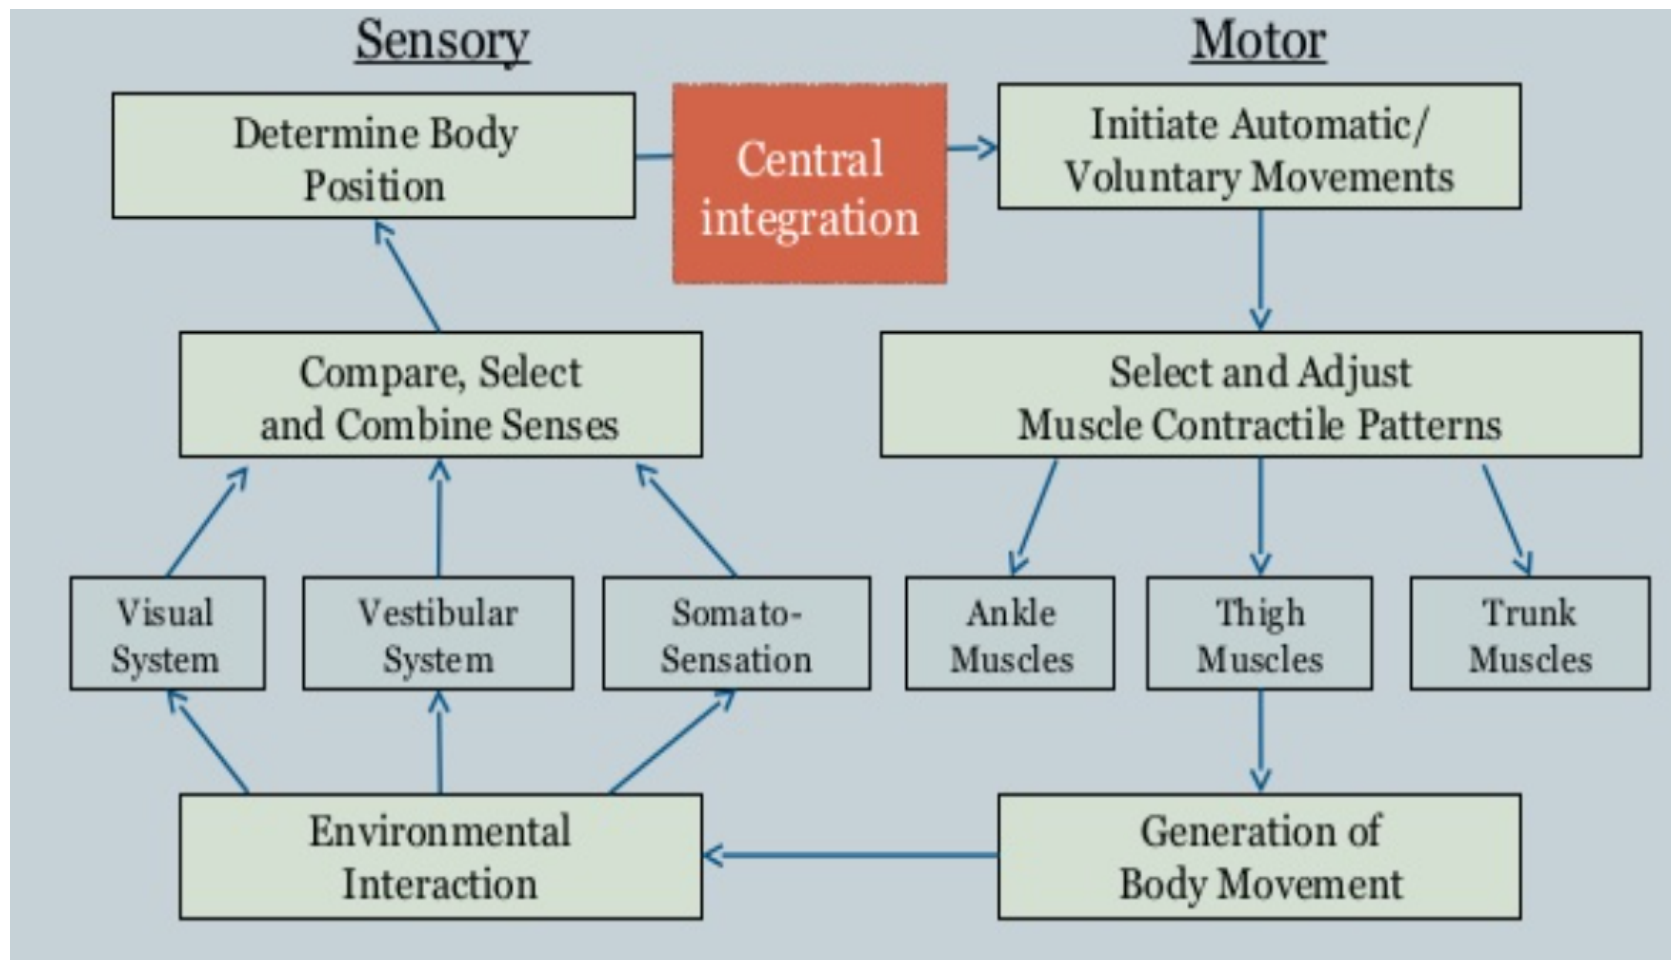 Sensory
Motor
Determine Body
Position
Central
integration
Initiate Automatic/
Voluntary Movements
Compare, Select
and Combine Senses
Select and Adjust
Muscle Contractile Patterns
Visual
System
Vestibular
System
Somato-
Sensation
Ankle
Muscles
Thigh
Muscles
Trunk
Muscles
Environmental
Interaction
Generation of
Body Movement